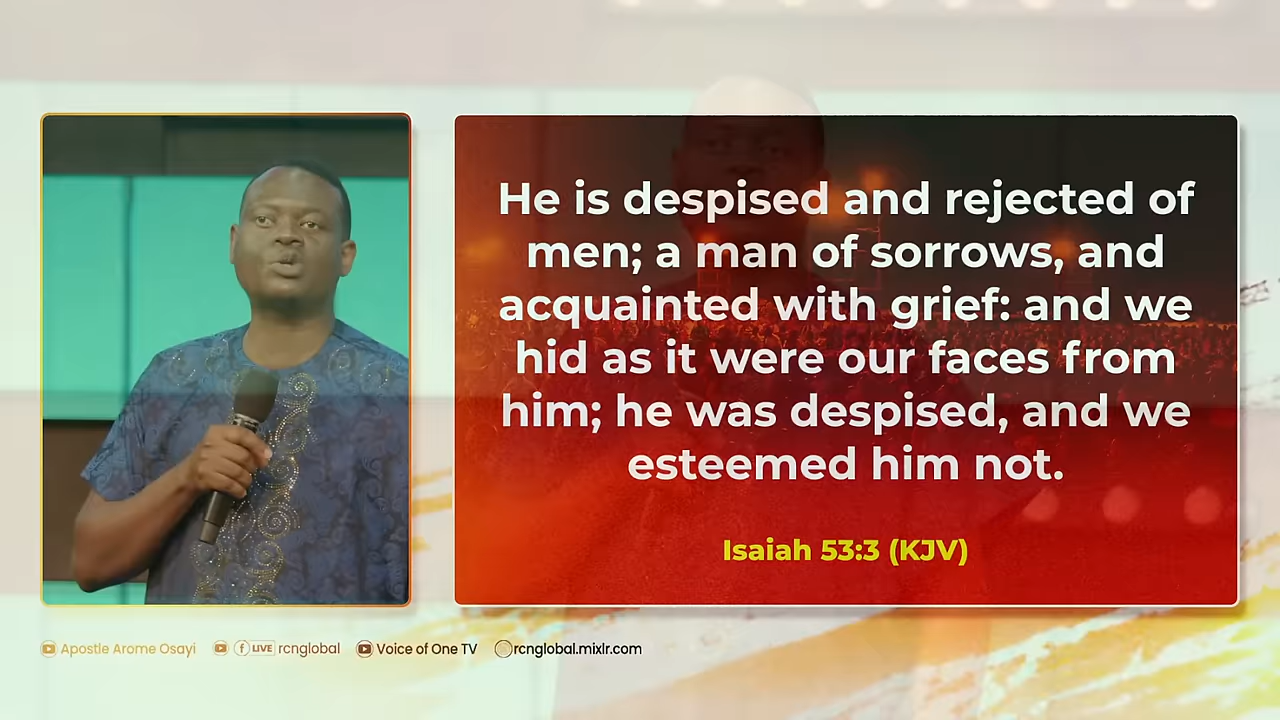 He is despised and rejected of
men; a man of sorrows, and
acquainted with grief: and we
hid as it were our faces from
him; he was despised, and we
esteemed him not.
Isaiah 53:3 (KJV)
Apostle Arome Osayi LIVE rcnglobal Voice of One TV rcnglobal.mixlr.com